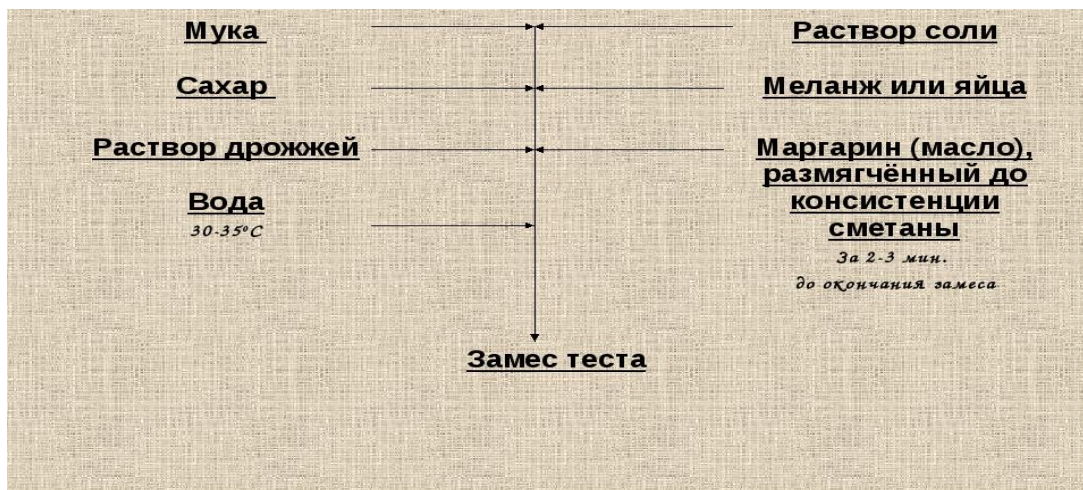 Мука
Сахар
Раствор дрожжей
Вода
30-35ºС
Раствор соли
Меланж или яйца
Маргарин (масло),
размягчённый до
консистенции
сметаны
За 2-3 мин.
до окончания замеса
Замес теста